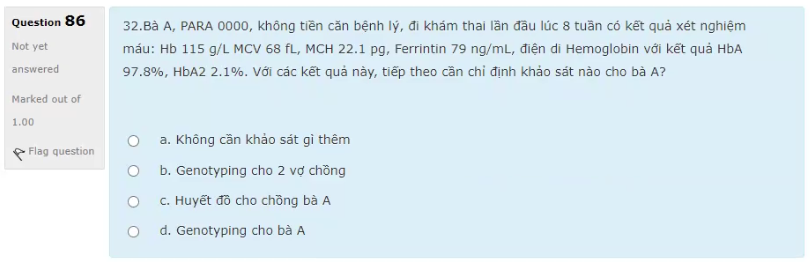 Question 86
Not yet
answered
Marked out of
1.00
Flag question
32.Bà A, PARA 0000, không tiền căn bệnh lý, đi khám thai lần đầu lúc 8 tuần có kết quả xét nghiệm
máu: Hb 115 g/L MCV 68 fL, MCH 22.1 pg, Ferrintin 79 ng/mL, điện di Hemoglobin với kết quả HbA
97.8%, HbA2 2.1%. Với các kết quả này, tiếp theo cần chỉ định khảo sát nào cho bà A?
a. Không cần khảo sát gì thêm
b. Genotyping cho 2 vợ chồng
c. Huyết đồ cho chồng bà A
d. Genotyping cho bà A